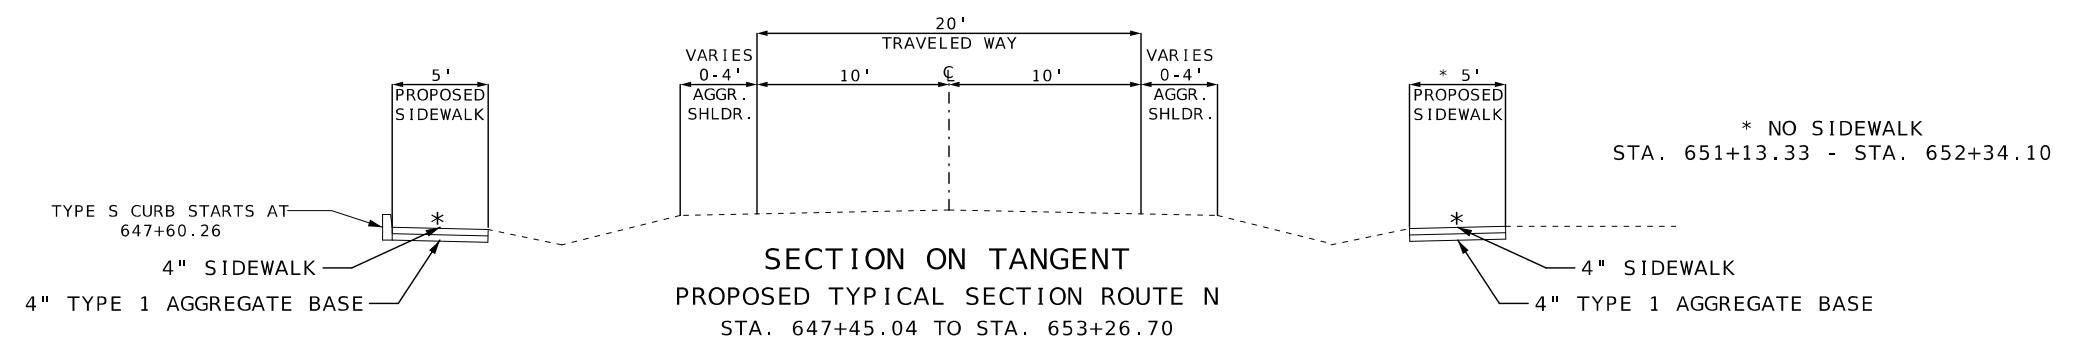 20'
TRAVELED WAY
VARIES
0-4'
AGGR.
SHLDR.
10'
℄
10'
VARIES
0-4'
AGGR.
SHLDR.
5'
PROPOSED
SIDEWALK
* 5'
PROPOSED
SIDEWALK
* NO SIDEWALK
STA. 651+13.33 - STA. 652+34.10
TYPE S CURB STARTS AT
647+60.26
*
*
4" SIDEWALK
4" TYPE 1 AGGREGATE BASE
4" SIDEWALK
4" TYPE 1 AGGREGATE BASE
SECTION ON TANGENT
PROPOSED TYPICAL SECTION ROUTE N
STA. 647+45.04 TO STA. 653+26.70